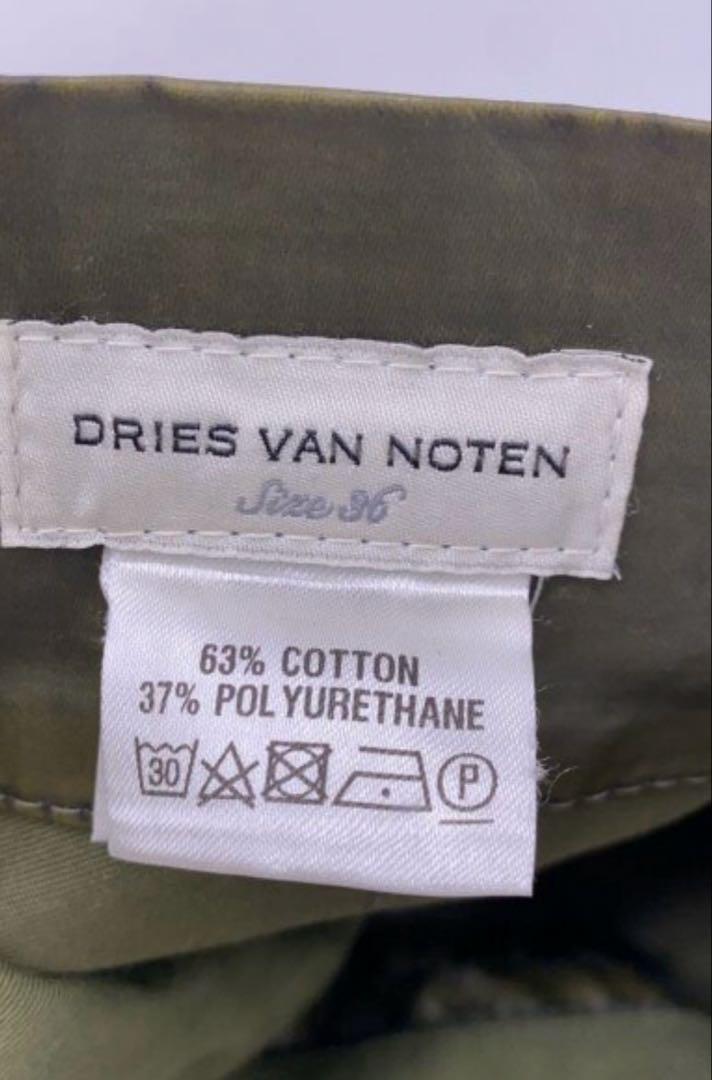 DRIES VAN NOTEN
Size 36
63% COTTON
37% POLYURETHANE
30
P